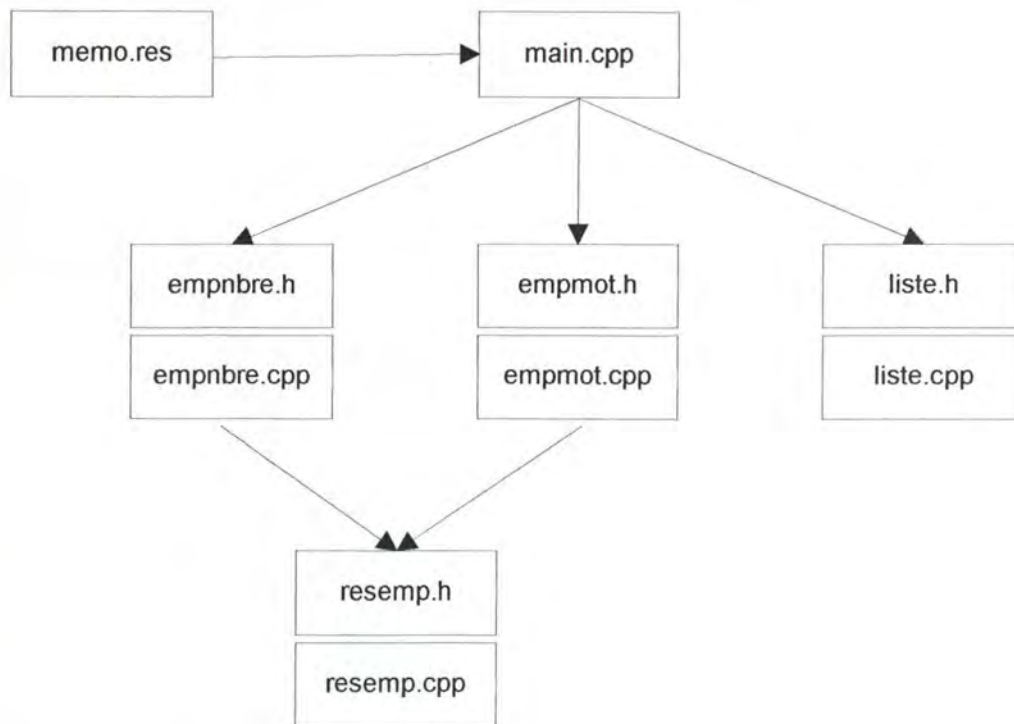 memo.res
main.cpp
empnbre.h
empmot.h
liste.h
empnbre.cpp
empmot.cpp
liste.cpp
resemp.h
resemp.cpp